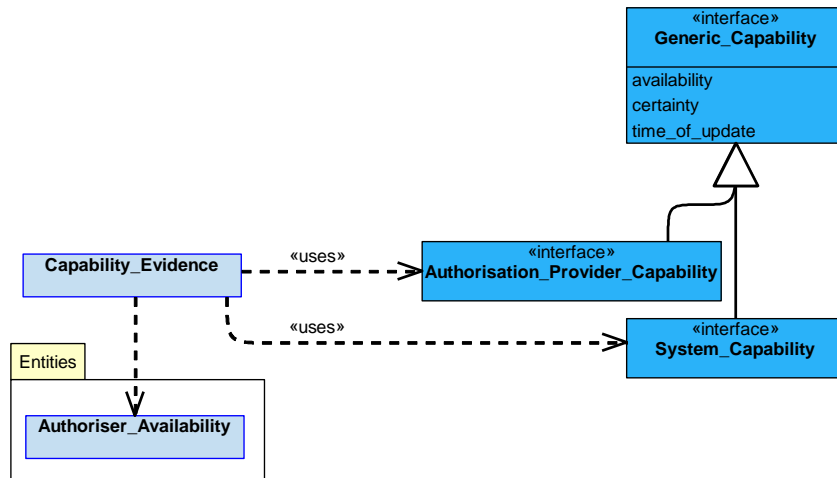 «interface»
Generic_Capability
availability
certainty
time_of_update
Capability_Evidence
«uses»
«interface»
Authorisation_Provider_Capability
«uses»
«interface»
System_Capability
Entities
Authoriser_Availability